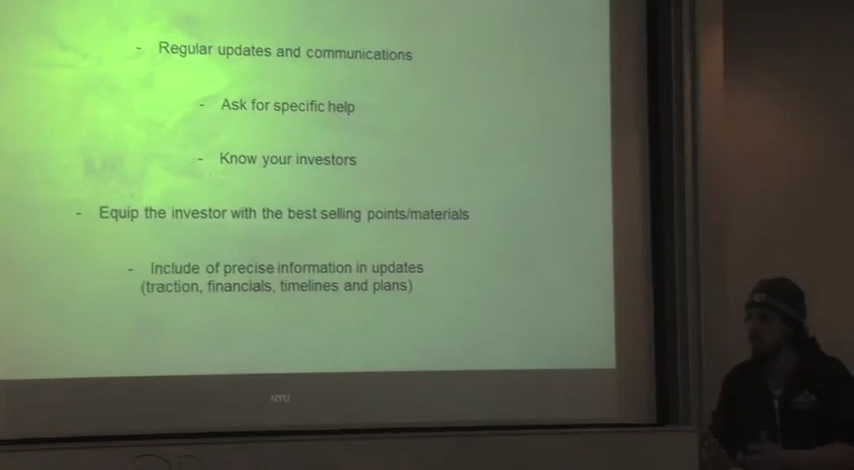 - Regular updates and communications
- Ask for specific help
- Know your investors
- Equip the investor with the best selling points/materials
- Include of precise information in updates
(traction, financials, timelines and plans)
NYU